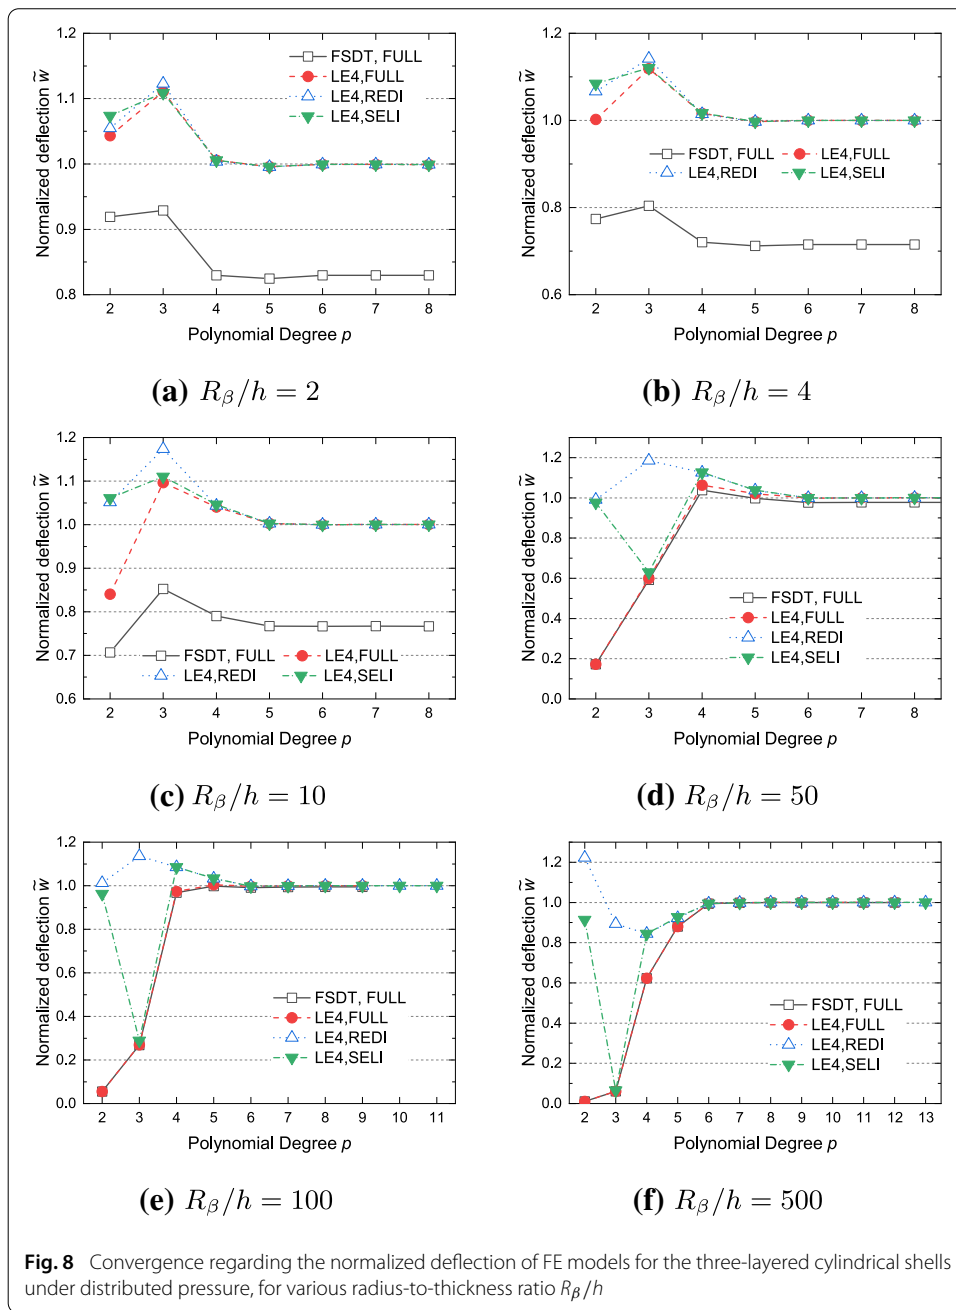 1.2
1.1
1.0
0.9
0.8
Normalized deflection w̃
FSDT, FULL
LE4,FULL
LE4,REDI
LE4,SELI
2 3 4 5 6 7 8
Polynomial Degree p
(a) Rβ/h = 2
1.2
1.0
0.8
0.6
Normalized deflection w̃
FSDT, FULL LE4,FULL
LE4,REDI LE4,SELI
2 3 4 5 6 7 8
Polynomial Degree p
(b) Rβ/h = 4
1.2
1.1
1.0
0.9
0.8
0.7
0.6
Normalized deflection w̃
FSDT, FULL LE4,FULL
LE4,REDI LE4,SELI
2 3 4 5 6 7 8
Polynomial Degree p
(c) Rβ/h = 10
1.2
1.0
0.8
0.6
0.4
0.2
0.0
Normalized deflection w̃
FSDT, FULL
LE4,FULL
LE4,REDI
LE4,SELI
2 3 4 5 6 7 8
Polynomial Degree p
(d) Rβ/h = 50
1.2
1.0
0.8
0.6
0.4
0.2
0.0
Normalized deflection w̃
FSDT, FULL
LE4,FULL
LE4,REDI
LE4,SELI
2 3 4 5 6 7 8 9 10 11
Polynomial Degree p
(e) Rβ/h = 100
1.2
1.0
0.8
0.6
0.4
0.2
0.0
Normalized deflection w̃
FSDT, FULL
LE4,FULL
LE4,REDI
LE4,SELI
2 3 4 5 6 7 8 9 10 11 12 13
Polynomial Degree p
(f) Rβ/h = 500
Fig. 8 Convergence regarding the normalized deflection of FE models for the three-layered cylindrical shells
under distributed pressure, for various radius-to-thickness ratio Rβ/h